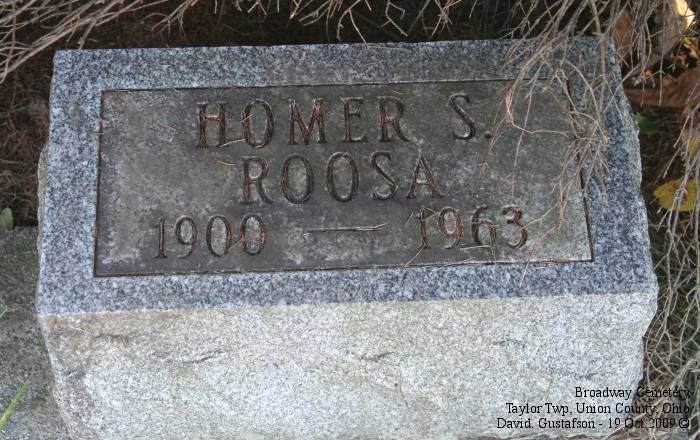 HOMER S.
ROOSA
1900 — 1963
Broadway Cemetery
Taylor Twp, Union County, Ohio
David Gustafson - 19 Oct 2009 ©